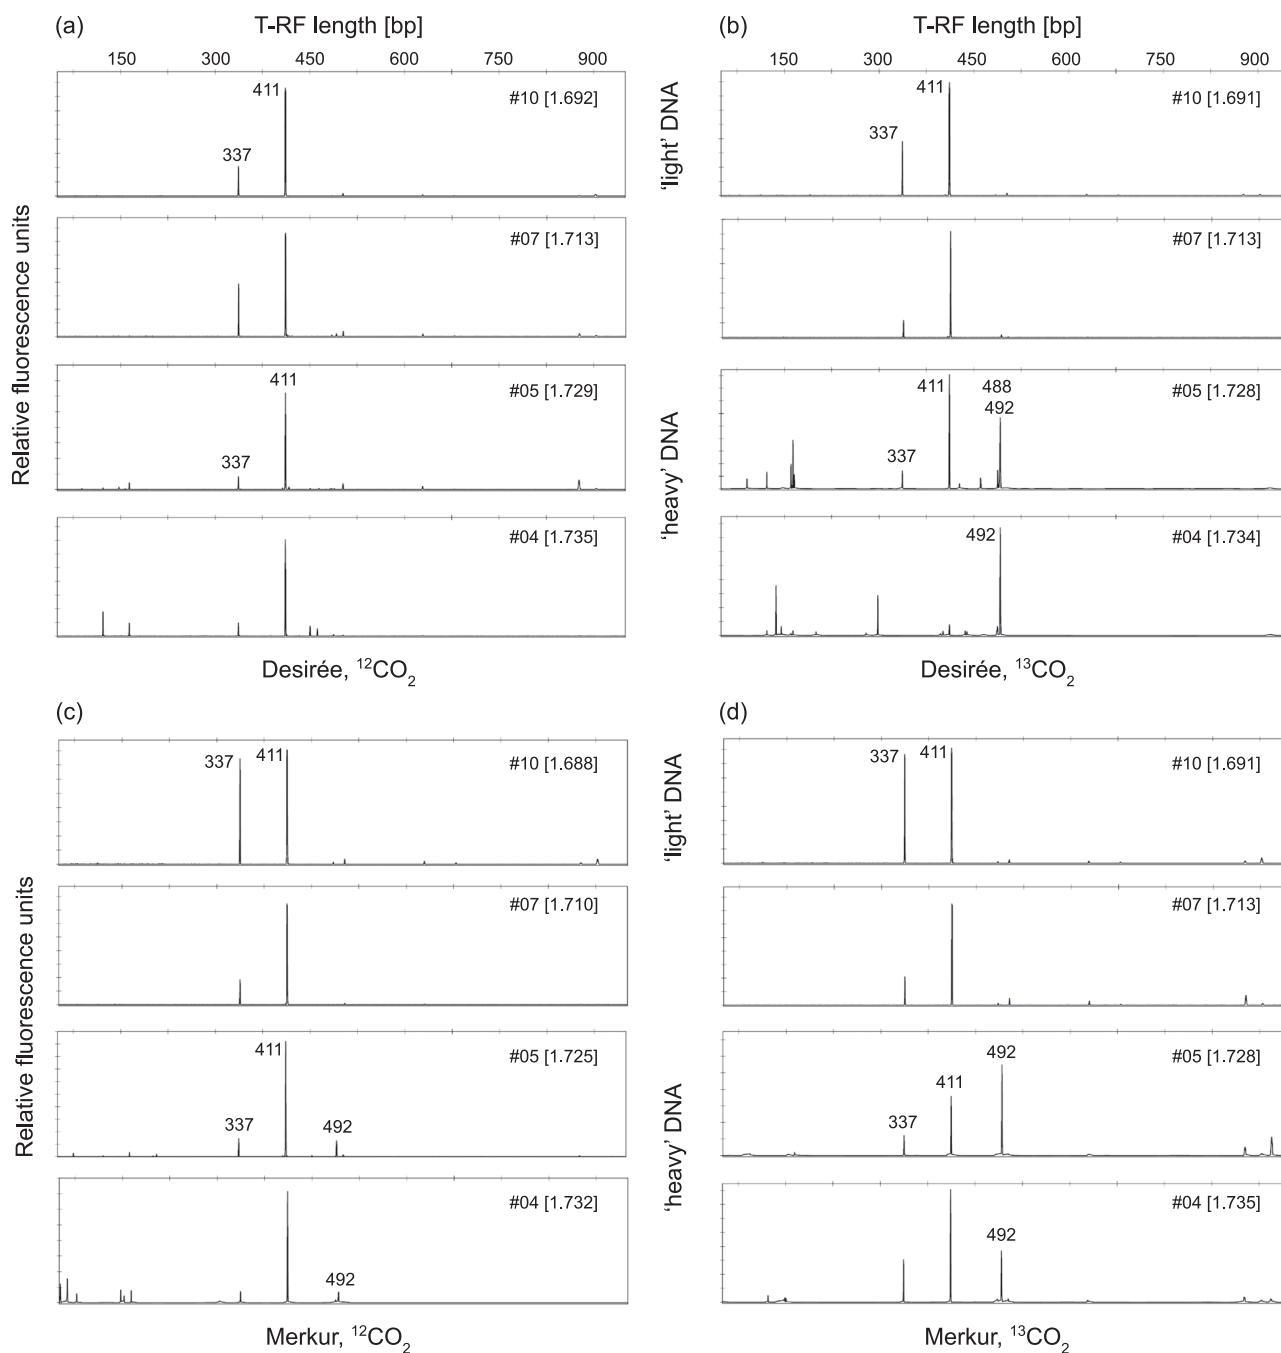 (a)
T-RF length [bp]
150 300 450 600 750 900
411
337
#10 [1.692]
#07 [1.713]
411
337
#05 [1.729]
#04 [1.735]
Relative fluorescence units
Desirée, ¹²CO₂
(b)
T-RF length [bp]
150 300 450 600 750 900
'light' DNA
411
337
#10 [1.691]
#07 [1.713]
'heavy' DNA
411
488
492
337
#05 [1.728]
492
#04 [1.734]
Desirée, ¹³CO₂
(c)
337
411
#10 [1.688]
#07 [1.710]
411
337
492
#05 [1.725]
492
#04 [1.732]
Relative fluorescence units
Merkur, ¹²CO₂
(d)
'light' DNA
337
411
#10 [1.691]
#07 [1.713]
'heavy' DNA
492
411
337
#05 [1.728]
492
#04 [1.735]
Merkur, ¹³CO₂